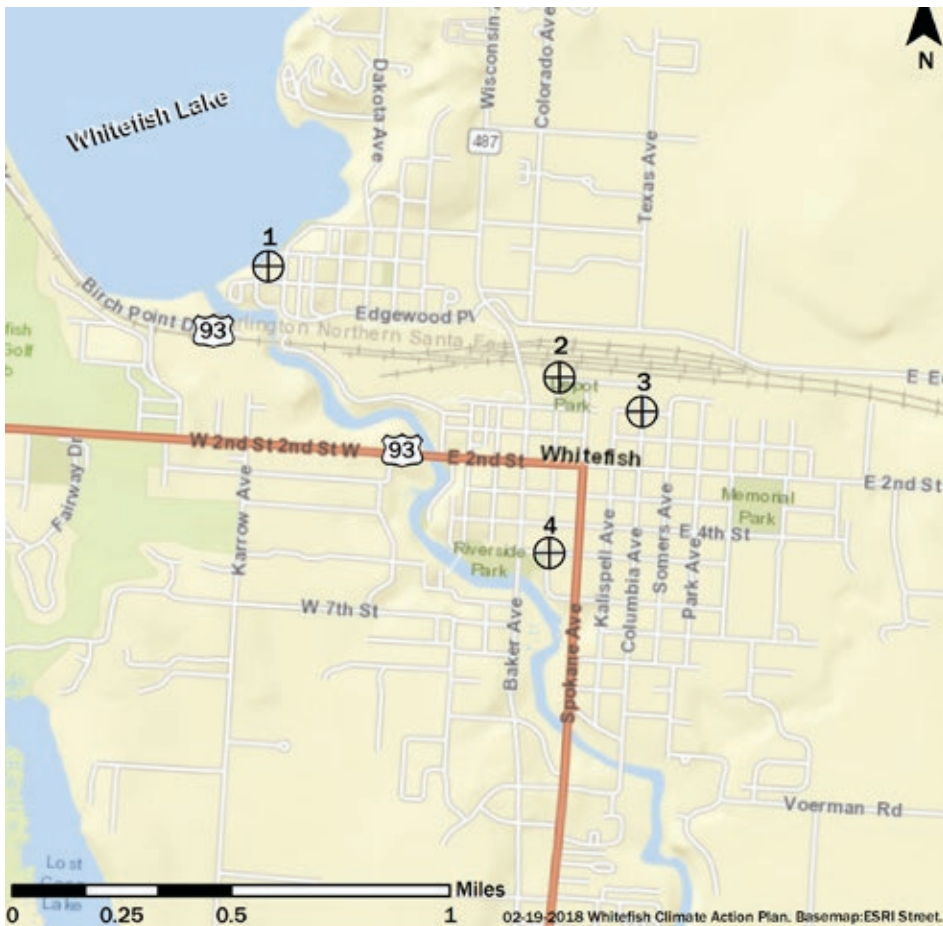 Whitefish Lake
N
Dakota Ave
Wisconsin
Colorado Ave
487
Texas Ave
1
Birch Point D
93
Edgewood Pl
rlington Northern Santa Fe
fish
Golf
2
3
pot
Park
E Ed
W 2nd St 2nd St W
93
E 2nd St
Whitefish
E 2nd St
Fairway Dr
Karrow Ave
Memorial
Park
4
E 4th St
Riverside
Park
Kalispell Ave
Columbia Ave
Somers Ave
Park Ave
W 7th St
Baker Ave
Spokane Ave
Voerman Rd
Lost
Lake
Miles
0 0.25 0.5 1
02-19-2018 Whitefish Climate Action Plan. Basemap:ESRI Street.